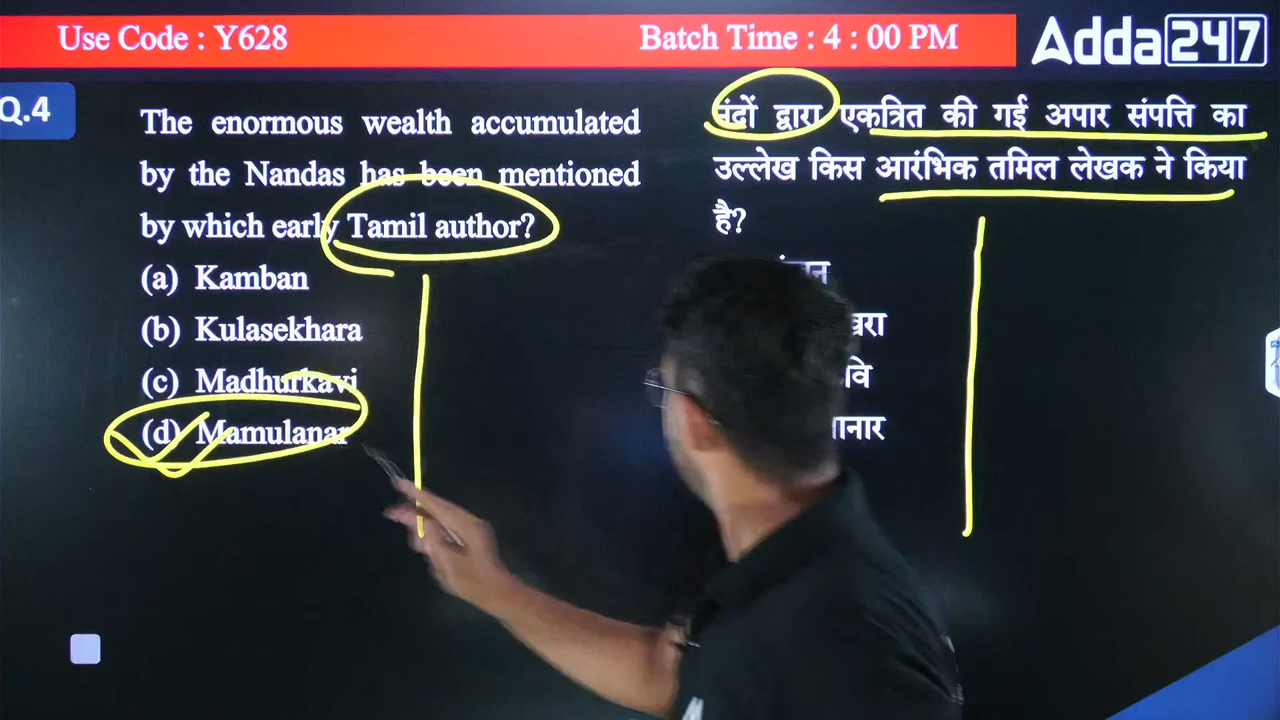 Use Code : Y628
Batch Time : 4 : 00 PM
Adda247
Q.4
The enormous wealth accumulated
by the Nandas has been mentioned
by which early Tamil author?
(a) Kamban
(b) Kulasekhara
(c) Madhurkavi
(d) Mamulanar
नंदों द्वारा एकत्रित की गई अपार संपत्ति का
उल्लेख किस आरंभिक तमिल लेखक ने किया
है?